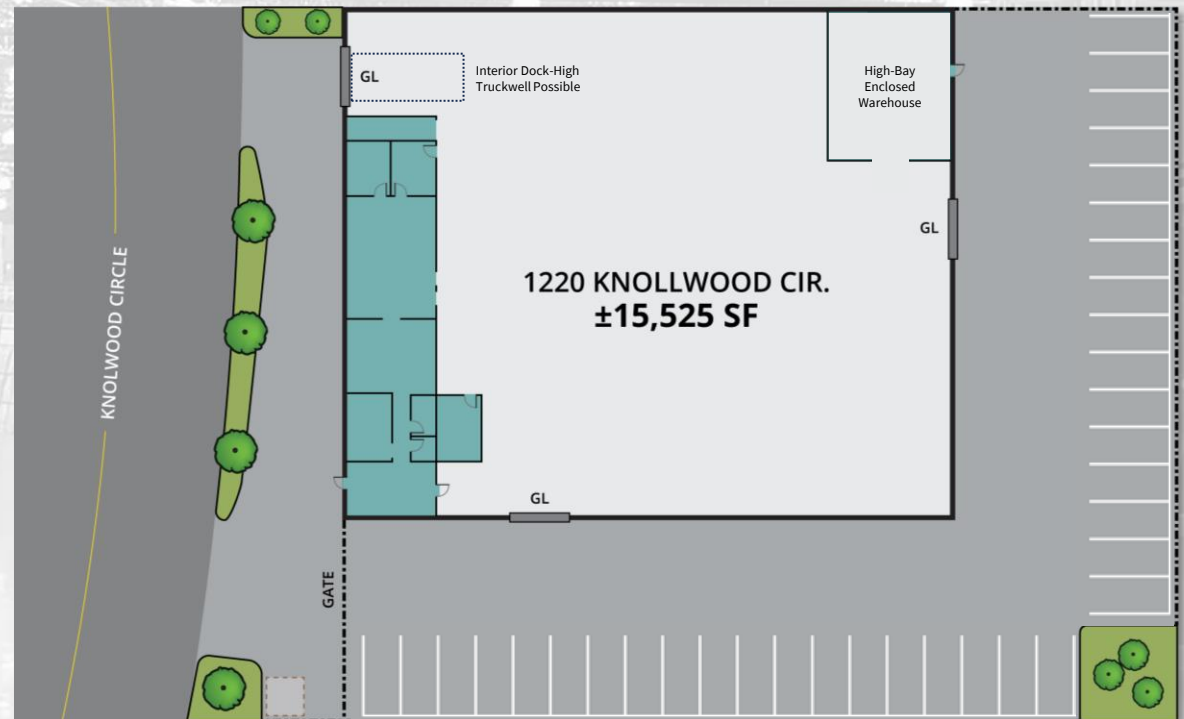 GL
Interior Dock-High
Truckwell Possible
High-Bay
Enclosed
Warehouse
GL
KNOLWOOD CIRCLE
1220 KNOLLWOOD CIR.
±15,525 SF
GL
GATE